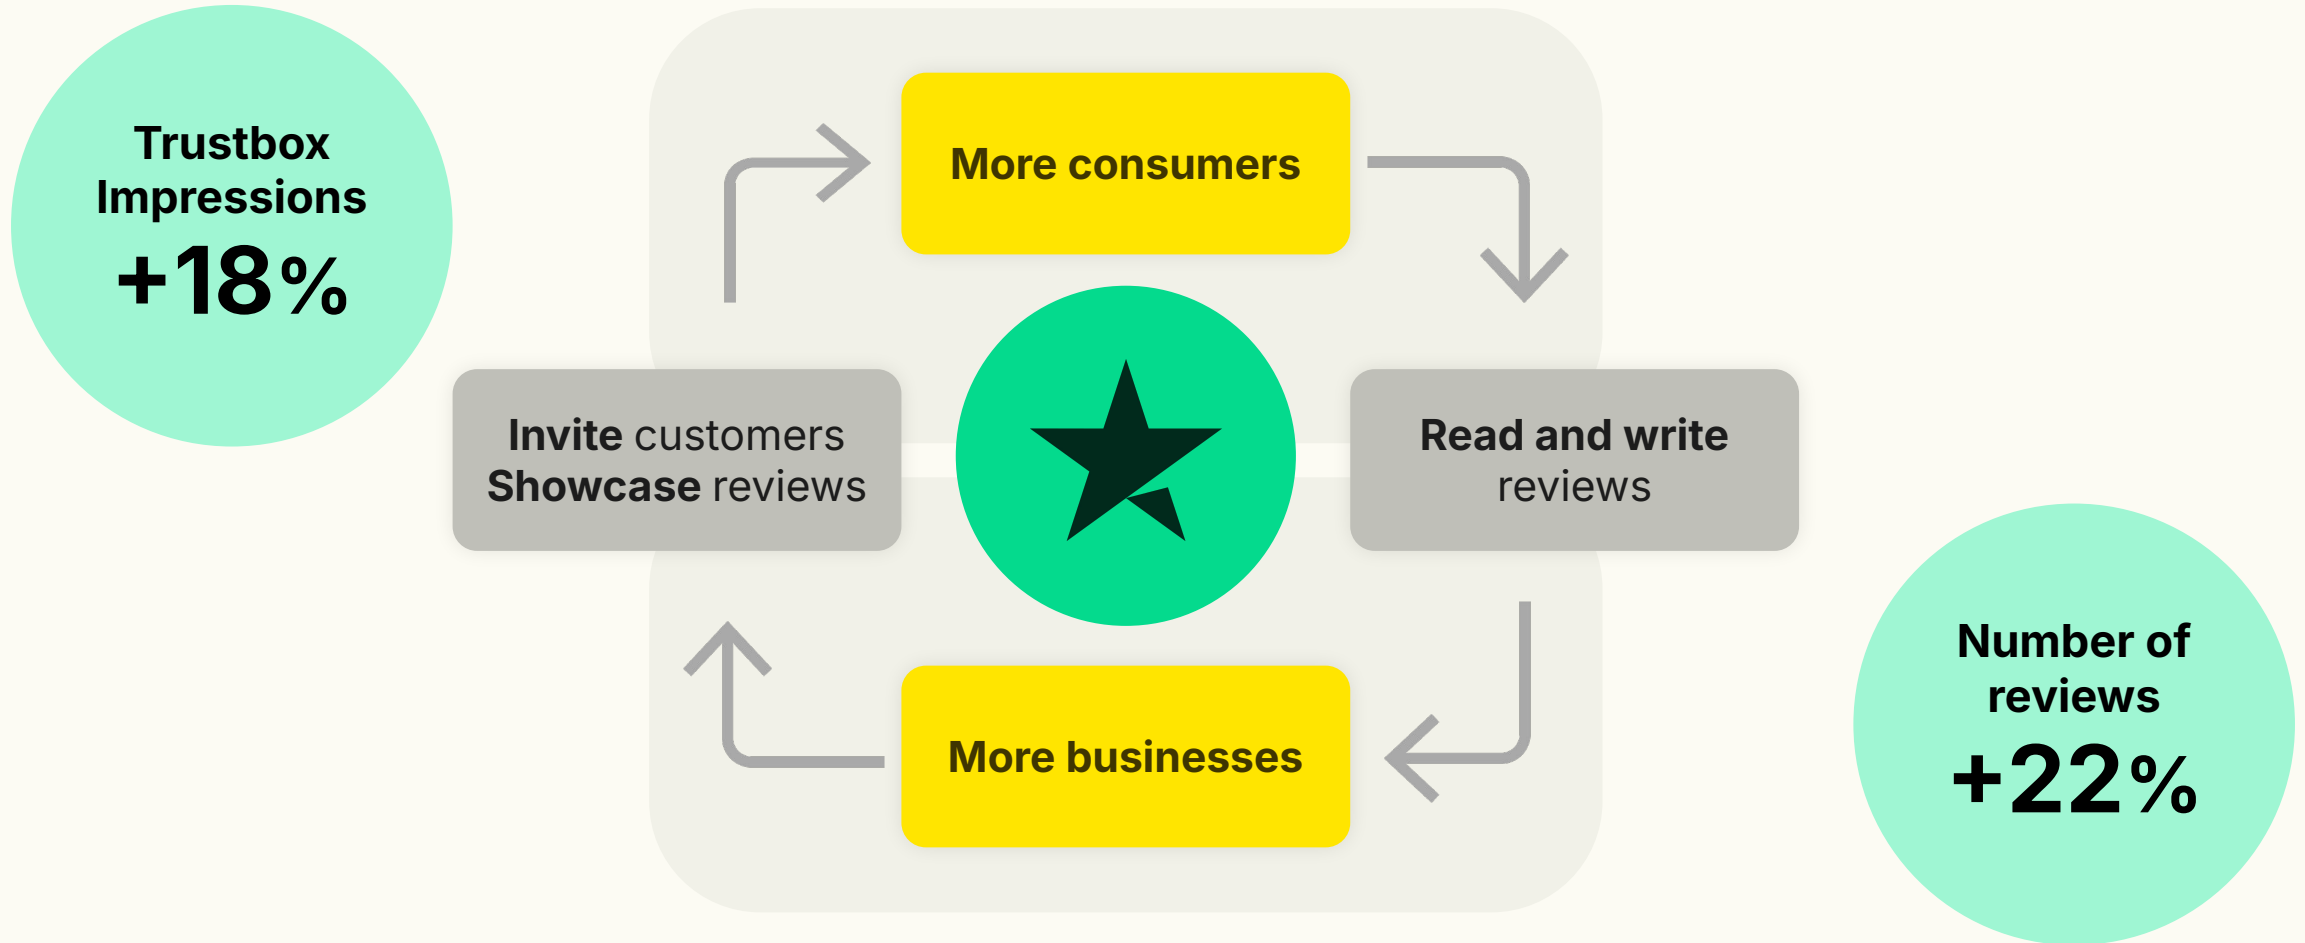 Trustbox
Impressions
+18%
More consumers
Invite customers
Showcase reviews
Read and write
reviews
More businesses
Number of
reviews
+22%